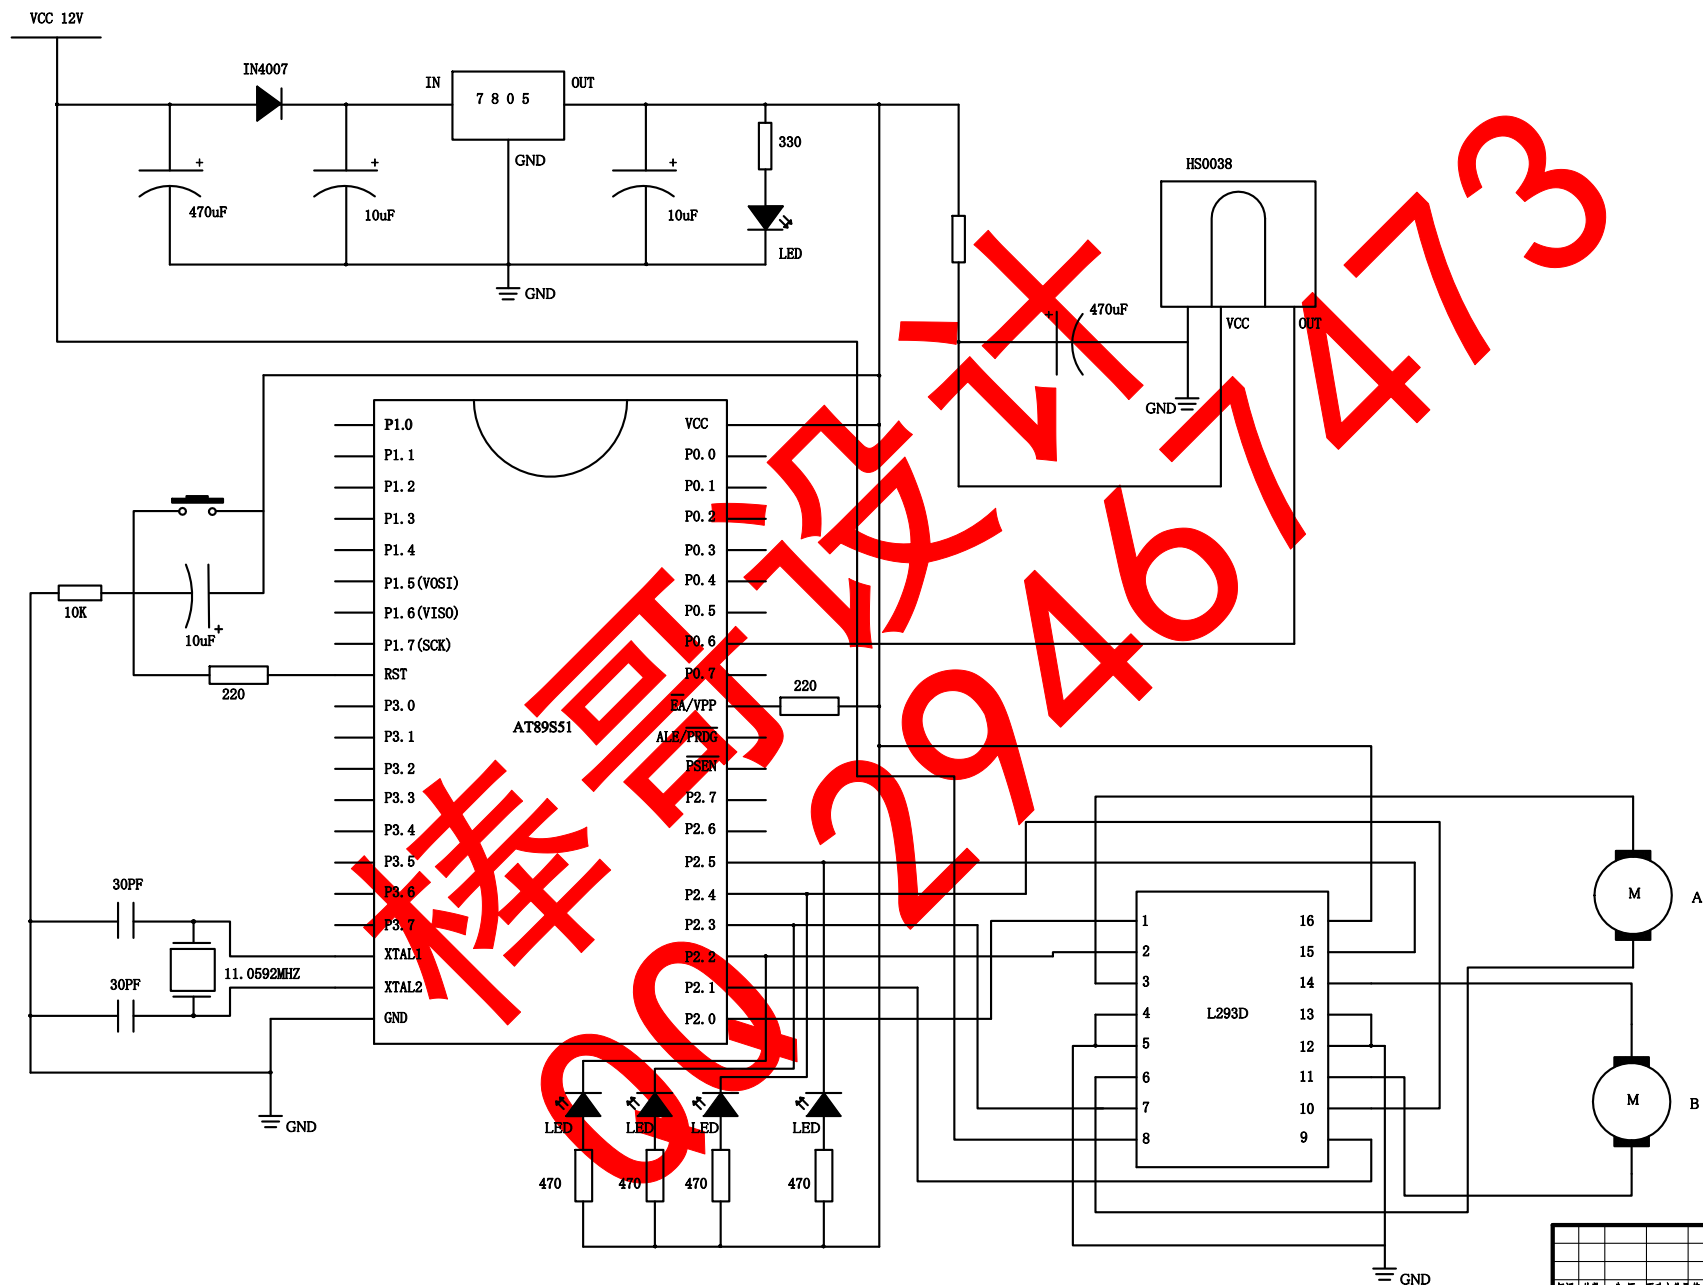 VCC 12V
IN4007
IN
7 8 0 5
OUT
GND
+
470uF
+
10uF
+
10uF
330
LED
GND
HS0038
VCC
OUT
+
470uF
GND
P1.0
P1.1
P1.2
P1.3
P1.4
P1.5(VOSI)
P1.6(VISO)
P1.7(SCK)
RST
P3.0
P3.1
P3.2
P3.3
P3.4
P3.5
P3.6
P3.7
XTAL1
XTAL2
GND
AT89S51
VCC
P0.0
P0.1
P0.2
P0.3
P0.4
P0.5
P0.6
P0.7
EA/VPP
ALE/PRDG
PSEN
P2.7
P2.6
P2.5
P2.4
P2.3
P2.2
P2.1
P2.0
10K
10uF
+
220
220
30PF
30PF
11.0592MHZ
GND
LED
LED
LED
LED
470
470
470
470
1
2
3
4
5
6
7
8
L293D
16
15
14
13
12
11
10
9
M
A
M
B
GND
棒哥设计
QQ 29467473